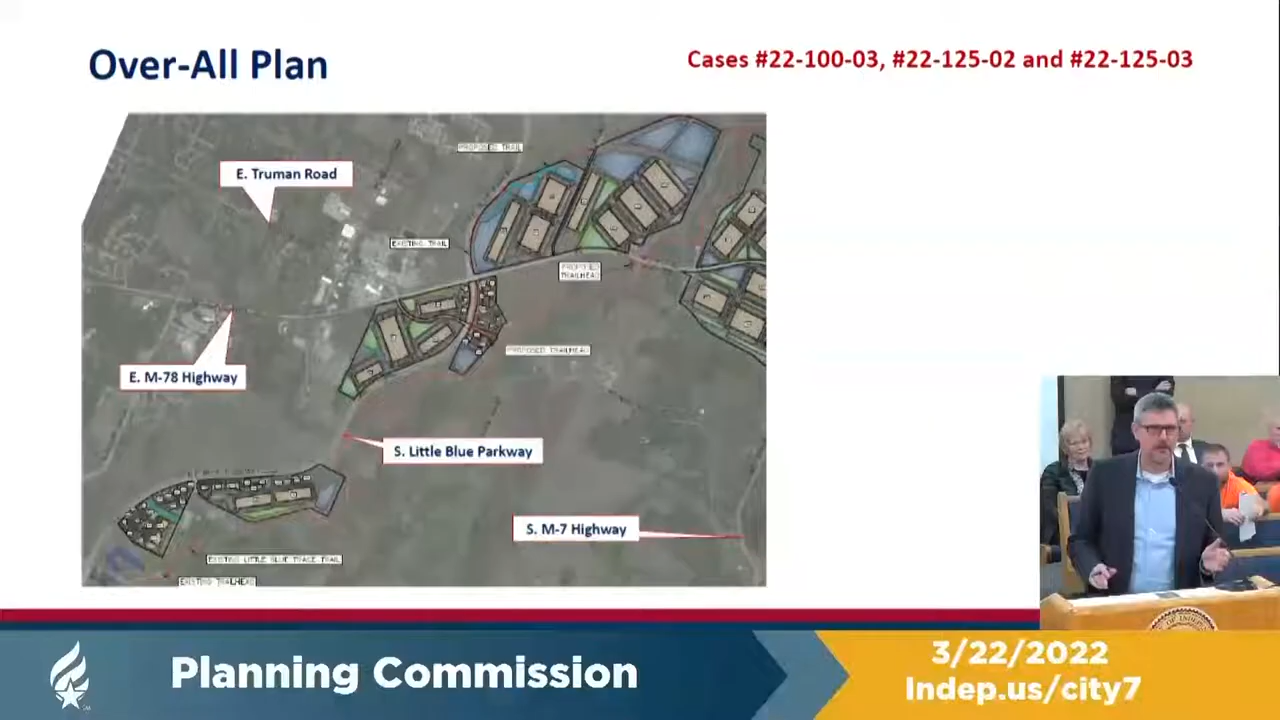 Over-All Plan
Cases #22-100-03, #22-125-02 and #22-125-03
PROPOSED TRAIL
E. Truman Road
EXISTING TRAIL
PROPOSED
TRAILHEAD
PROPOSED TRAILHEAD
E. M-78 Highway
S. Little Blue Parkway
S. M-7 Highway
EXISTING LITTLE BLUE TRACE TRAIL
EXISTING TRAILHEAD
Planning Commission
3/22/2022
Indep.us/city7